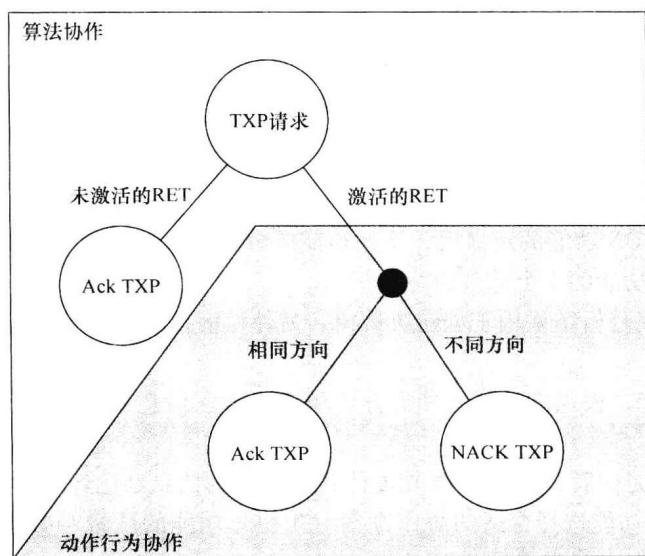 算法协作
TXP请求
未激活的RET
激活的RET
Ack TXP
相同方向
不同方向
Ack TXP
NACK TXP
动作行为协作